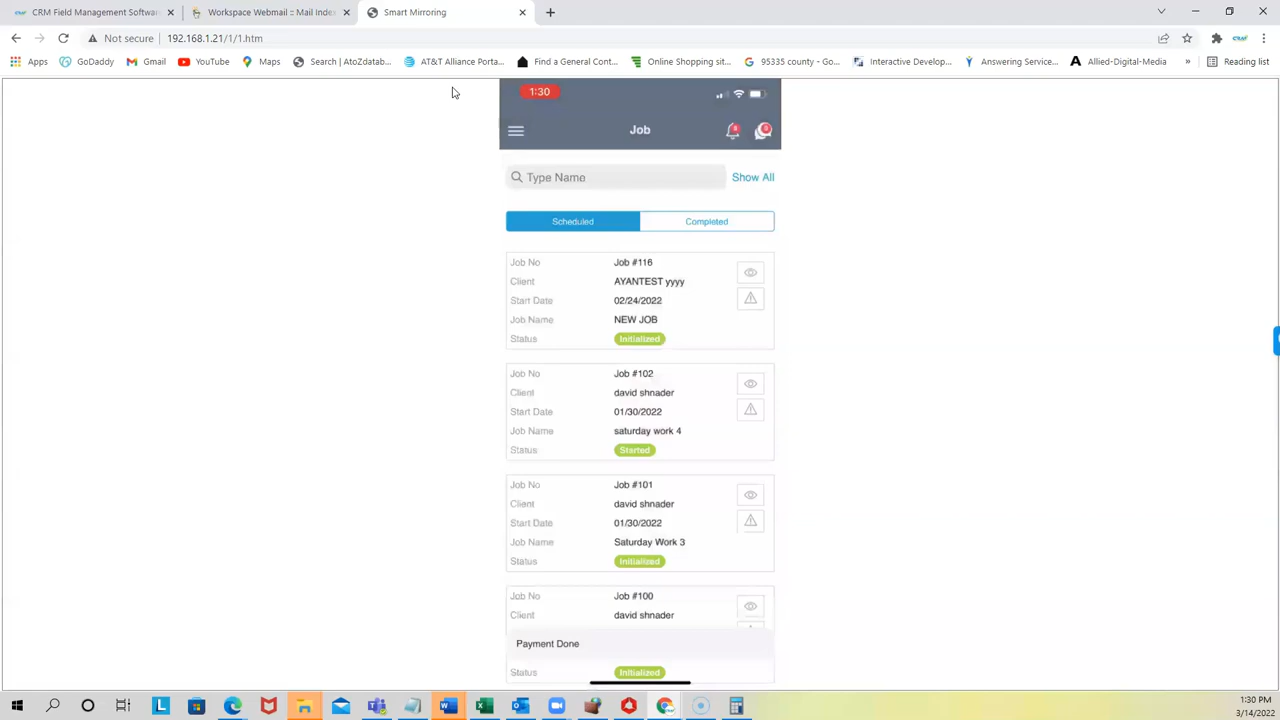 CRM Field Management Softwar
Workspace Webmail :: Mail Index
Smart Mirroring
Not secure
192.168.1.21/1/1.htm
Apps
GoDaddy
Gmail
YouTube
Maps
Search | AtoZdatab...
AT&T Alliance Porta...
Find a General Cont...
Online Shopping sit...
95335 county - Go...
Interactive Develop...
Answering Service...
Allied-Digital-Media
»
Reading list
1:30
Job
Type Name
Show All
Scheduled
Completed
Job No Job #116
Client AYANTEST yyyy
Start Date 02/24/2022
Job Name NEW JOB
Status Initialized
Job No Job #102
Client david shnader
Start Date 01/30/2022
Job Name saturday work 4
Status Started
Job No Job #101
Client david shnader
Start Date 01/30/2022
Job Name Saturday Work 3
Status Initialized
Job No Job #100
Client david shnader
Payment Done
Status Initialized
1:30 PM
3/14/2022